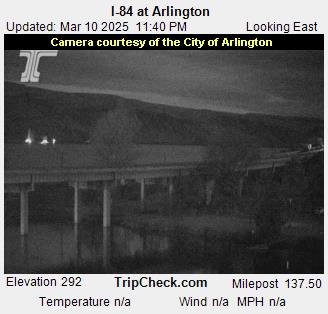 I-84 at Arlington
Updated: Mar 10 2025 11:40 PM Looking East
Camera courtesy of the City of Arlington
Elevation 292 TripCheck.com Milepost 137.50
Temperature n/a Wind n/a MPH n/a